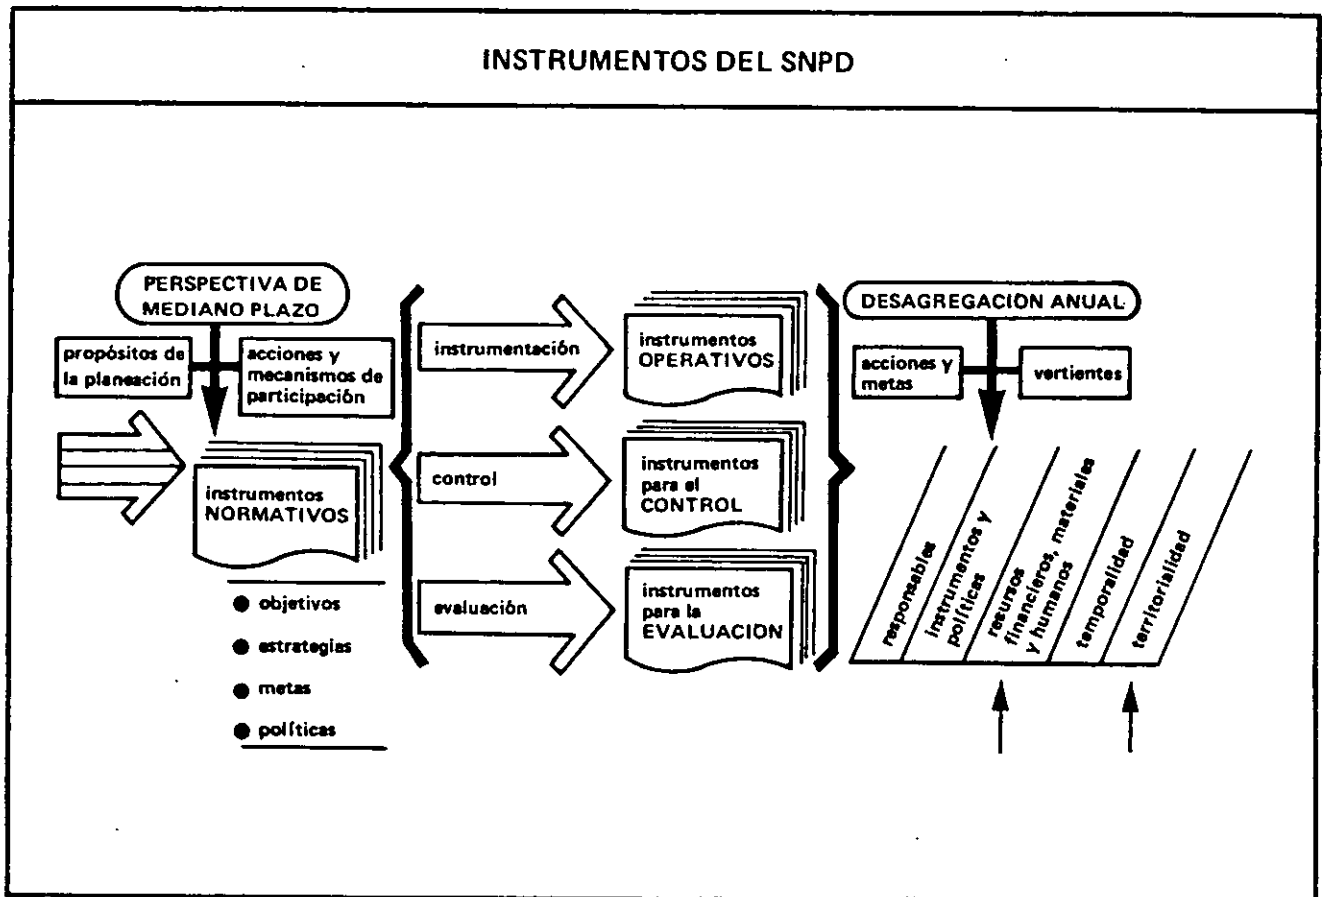 INSTRUMENTOS DEL SNPD
PERSPECTIVA DE
MEDIANO PLAZO
propósitos de
la planeación
acciones y
mecanismos de
participación
instrumentos
NORMATIVOS
objetivos
estrategias
metas
políticas
instrumentación
control
evaluación
instrumentos
OPERATIVOS
instrumentos
para el
CONTROL
instrumentos
para la
EVALUACION
DESAGREGACION ANUAL
acciones y
metas
vertientes
responsables
instrumentos y
políticas
recursos
financieros, materiales
y humanos
temporalidad
territorialidad